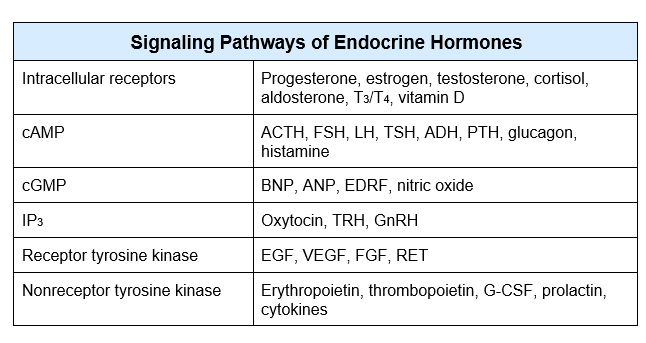 Signaling Pathways of Endocrine Hormones
Intracellular receptors
Progesterone, estrogen, testosterone, cortisol,
aldosterone, T3/T4, vitamin D
cAMP
ACTH, FSH, LH, TSH, ADH, PTH, glucagon,
histamine
cGMP
BNP, ANP, EDRF, nitric oxide
IP3
Oxytocin, TRH, GnRH
Receptor tyrosine kinase
EGF, VEGF, FGF, RET
Nonreceptor tyrosine kinase
Erythropoietin, thrombopoietin, G-CSF, prolactin,
cytokines